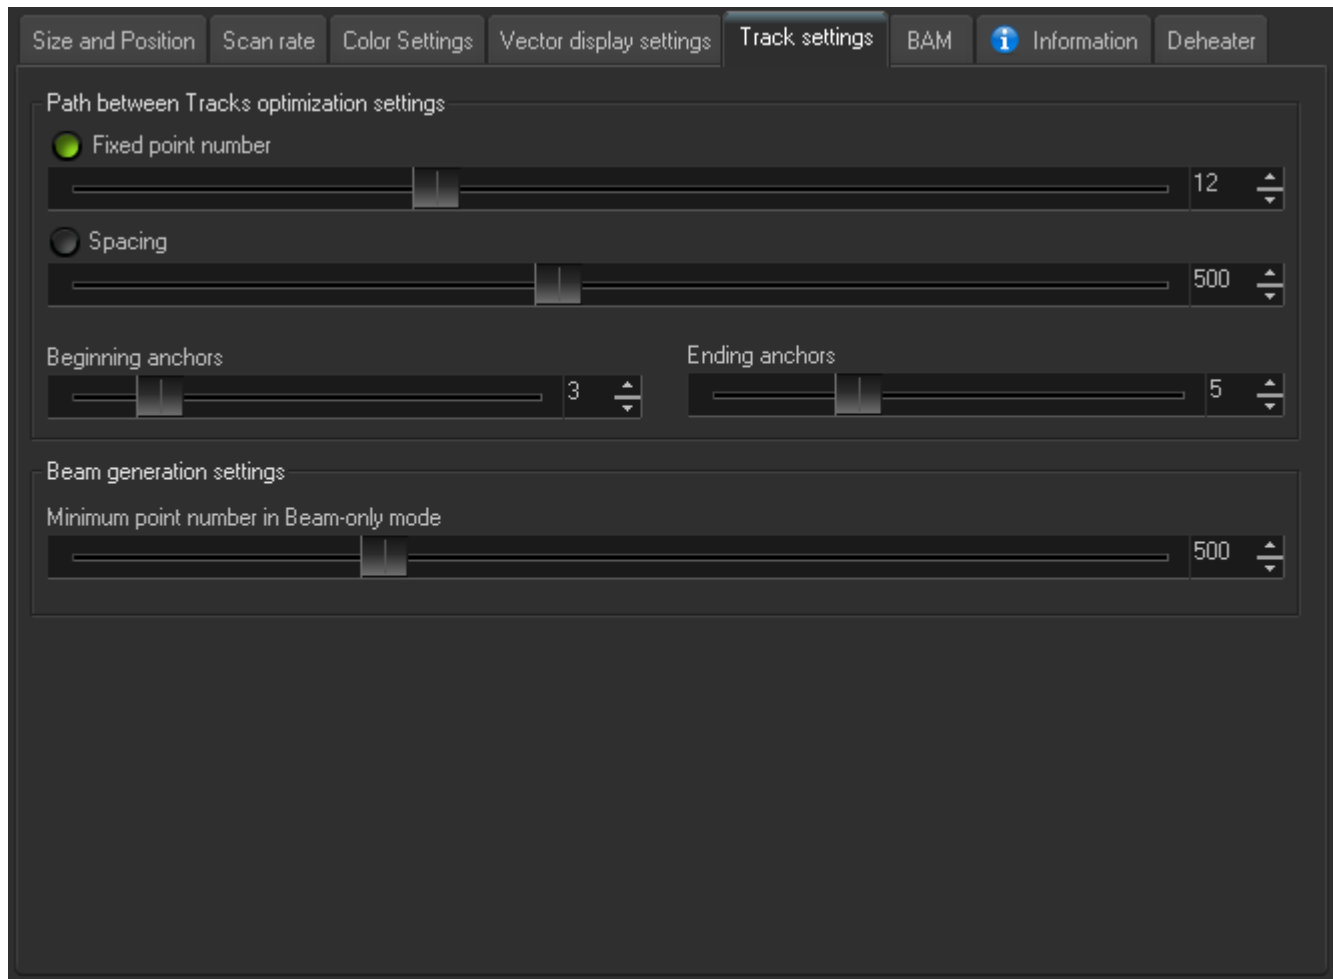 Size and Position Scan rate Color Settings Vector display settings Track settings BAM Information Deheater
Path between Tracks optimization settings
Fixed point number
12
Spacing
500
Beginning anchors Ending anchors
3 5
Beam generation settings
Minimum point number in Beam-only mode
500